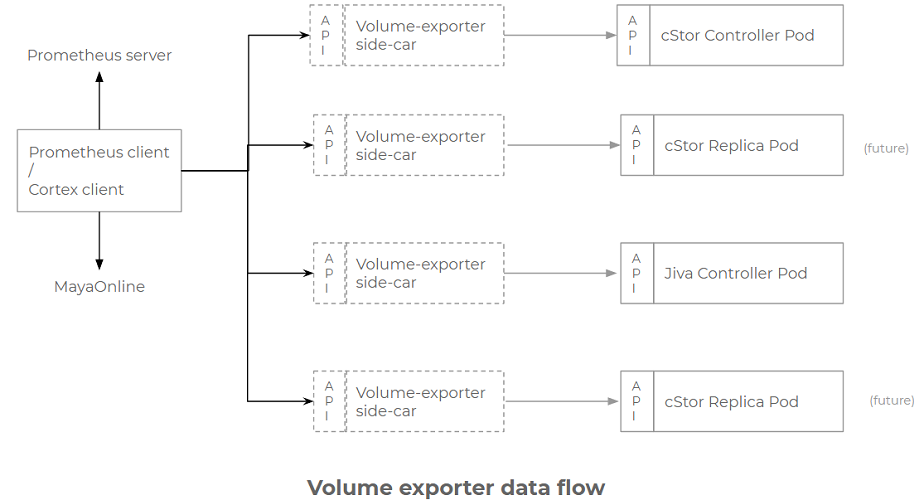 Prometheus server
Prometheus client
/
Cortex client
MayaOnline
A
P
I
Volume-exporter
side-car
A
P
I
cStor Controller Pod
A
P
I
Volume-exporter
side-car
A
P
I
cStor Replica Pod
(future)
A
P
I
Volume-exporter
side-car
A
P
I
Jiva Controller Pod
A
P
I
Volume-exporter
side-car
A
P
I
cStor Replica Pod
(future)
Volume exporter data flow